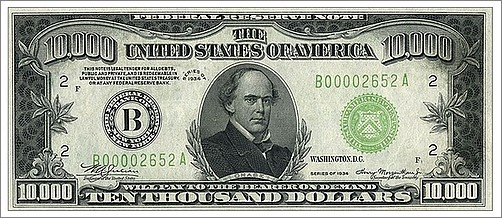 FEDERAL RESERVE NOTE
10,000 THE 10,000
UNITED STATES OF AMERICA
THIS NOTE IS LEGAL TENDER FOR ALL DEBTS,
PUBLIC AND PRIVATE, AND IS REDEEMABLE IN
LAWFUL MONEY AT THE UNITED STATES TREASURY,
OR AT ANY FEDERAL RESERVE BANK.
SERIES OF 1934
2
F
B00002652A
2
B
B00002652A
WASHINGTON, D.C.
2
2
F
SERIES OF 1934
CHASE
10,000 WILL PAY TO THE BEARER ON DEMAND 10,000
TEN THOUSAND DOLLARS